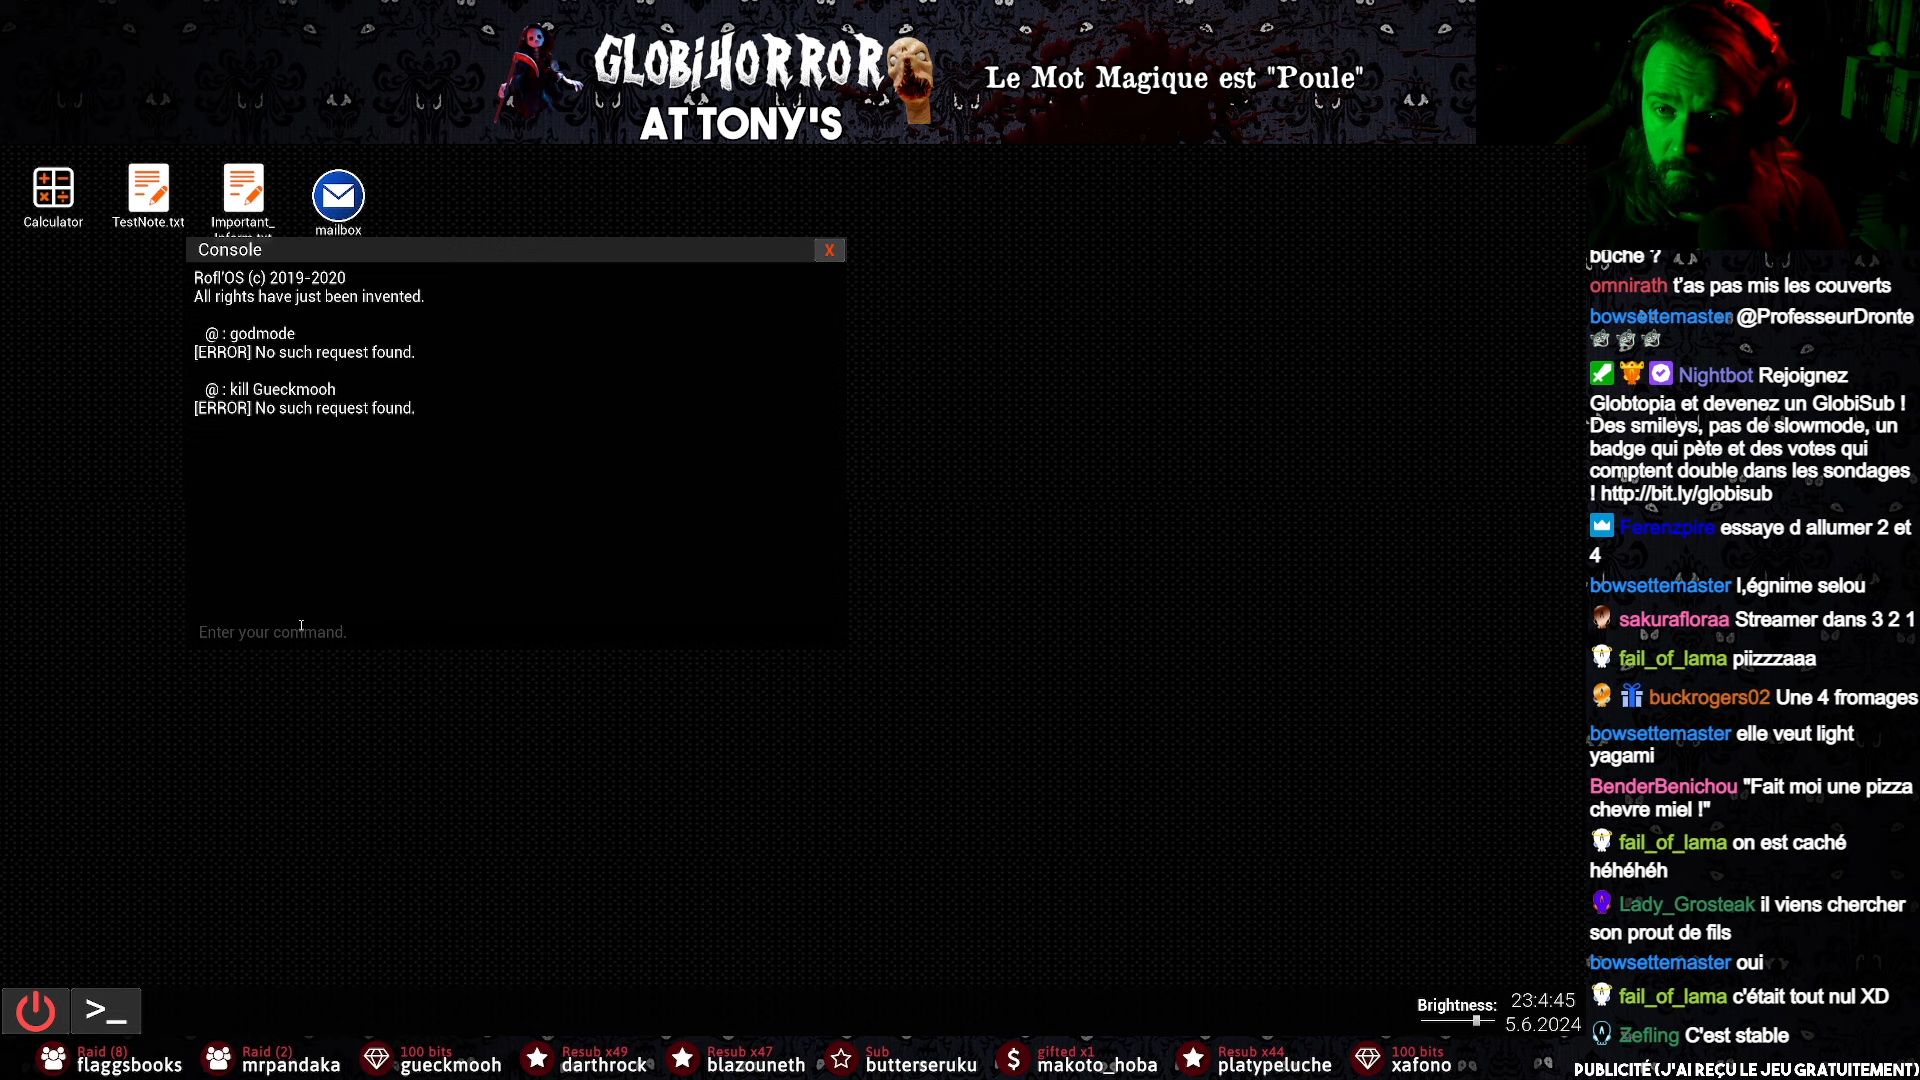 GLOBIHORROR
AT TONY'S
Le Mot Magique est "Poule"
Calculator
TestNote.txt
Important_
Inform.txt
mailbox
Console
X
Rofl'OS (c) 2019-2020
All rights have just been invented.
@ : godmode
[ERROR] No such request found.
@ : kill Gueckmooh
[ERROR] No such request found.
Enter your command.
bûche ?
omnirath t'as pas mis les couverts
bowsettemaster @ProfesseurDronte
Nightbot Rejoignez
Globtopia et devenez un GlobiSub !
Des smileys, pas de slowmode, un
badge qui pète et des votes qui
comptent double dans les sondages
! http://bit.ly/globisub
Ferenzpire essaye d allumer 2 et
4
bowsettemaster l,égnime selou
sakurafloraa Streamer dans 3 2 1
fail_of_lama piizzzaaa
buckrogers02 Une 4 fromages
bowsettemaster elle veut light
yagami
BenderBenichou "Fait moi une pizza
chevre miel !"
fail_of_lama on est caché
héhéhéh
Lady_Grosteak il viens chercher
son prout de fils
bowsettemaster oui
fail_of_lama c'était tout nul XD
Zefling C'est stable
>_
Brightness:
23:4:45
5.6.2024
Raid (8)
flaggsbooks
Raid (2)
mrpandaka
100 bits
gueckmooh
Resub x49
darthrock
Resub x47
blazouneth
Sub
butterseruku
gifted x1
makoto_hoba
Resub x44
platypeluche
100 bits
xafono
PUBLICITÉ (J'AI REÇU LE JEU GRATUITEMENT)